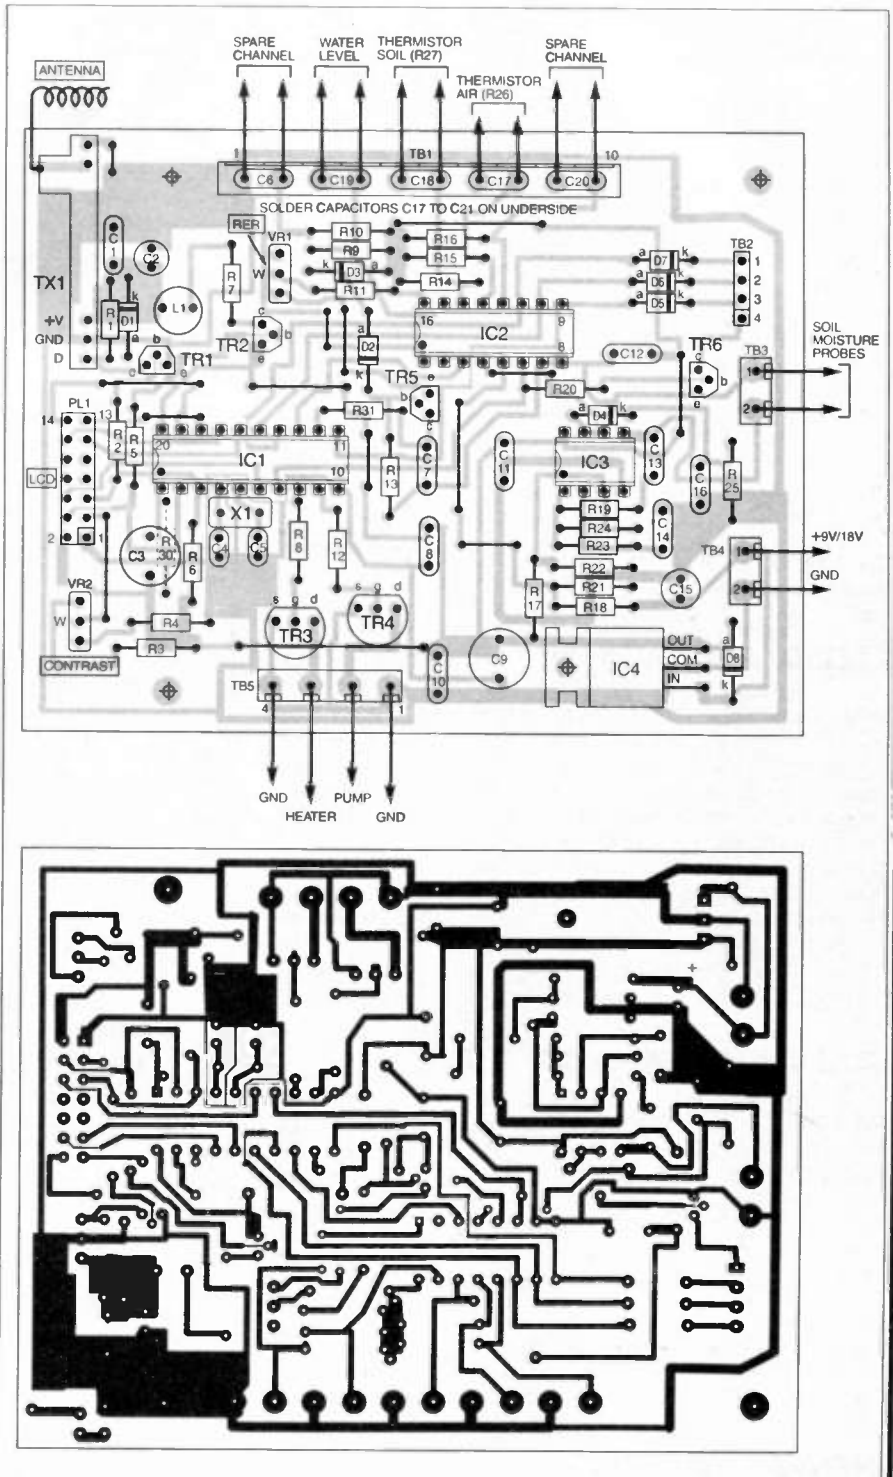 SPARE CHANNEL
WATER LEVEL
THERMISTOR SOIL (R27)
THERMISTOR AIR (R26)
SPARE CHANNEL
ANTENNA
1
TB1
10
C6
C19
C18
C17
C20
SOLDER CAPACITORS C17 TO C21 ON UNDERSIDE
RER
VR1
W
R10
R9
k D3 a
R11
R16
R15
R14
TX1
C1
C2
R1
k
D1
a
L1
R7
c
TR2
b
e
+V
GND
D
b
c
e
TR1
a
D2
k
16
9
IC2
8
a D7 k
a D6 k
a D5 k
TB2
1
2
3
4
C12
TR6
c
b
e
TB3
1
2
SOIL MOISTURE PROBES
TR5
e
b
c
R20
a D4 k
PL1
14
13
LCD
2
1
R2
R5
R31
20
11
IC1
10
R13
C7
C11
IC3
C13
C16
R25
X1
C3
R30
R6
C4
C5
R8
R12
C8
R19
R24
R23
C14
R22
R21
R18
R17
C15
TB4
1
2
+9V/18V
GND
VR2
W
CONTRAST
R4
R3
s g d
TR3
s g d
TR4
TB5
4
1
C10
C9
IC4
OUT
COM
IN
a
D8
k
GND
HEATER
PUMP
GND
+